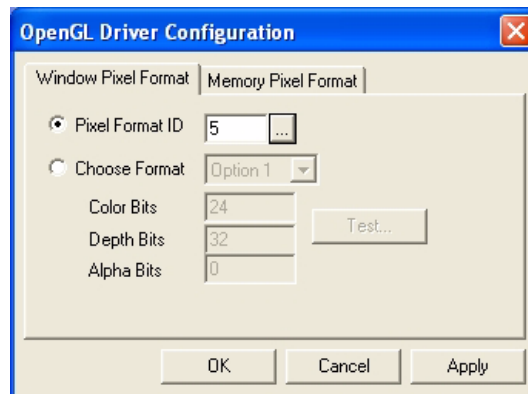 OpenGL Driver Configuration
Window Pixel Format Memory Pixel Format
Pixel Format ID 5 ...
Choose Format Option 1
Color Bits 24
Depth Bits 32 Test...
Alpha Bits 0
OK Cancel Apply